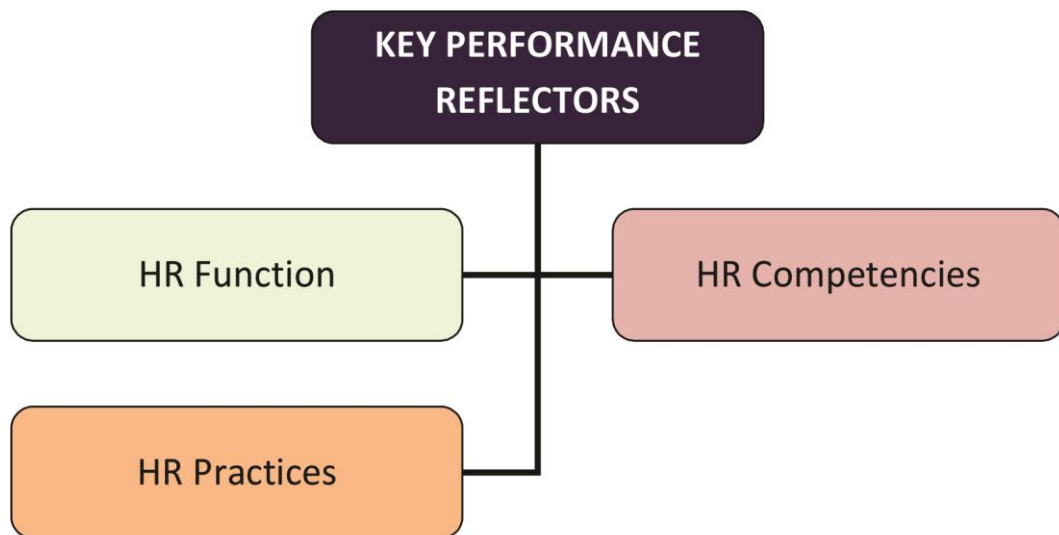 KEY PERFORMANCE
REFLECTORS
HR Function
HR Competencies
HR Practices